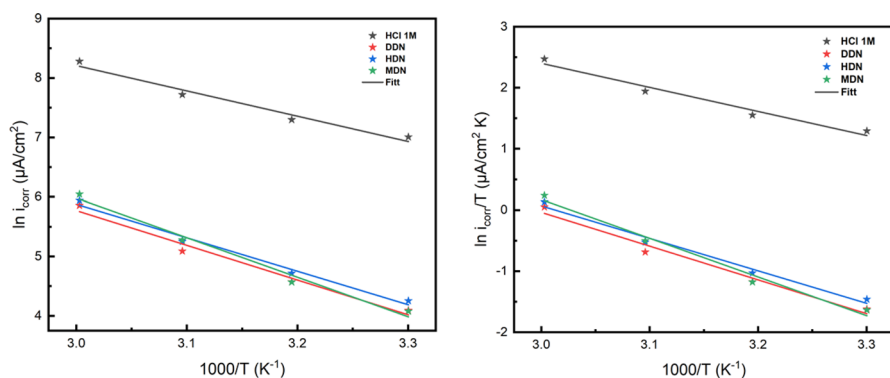 9
8
7
6
5
4
ln i_corr (µA/cm²)
HCl 1M
DDN
HDN
MDN
Fitt
3.0
3.1
3.2
3.3
1000/T (K⁻¹)
3
2
1
0
-1
-2
ln i_corr/T (µA/cm² K)
HCl 1M
DDN
HDN
MDN
Fitt
3.0
3.1
3.2
3.3
1000/T (K⁻¹)